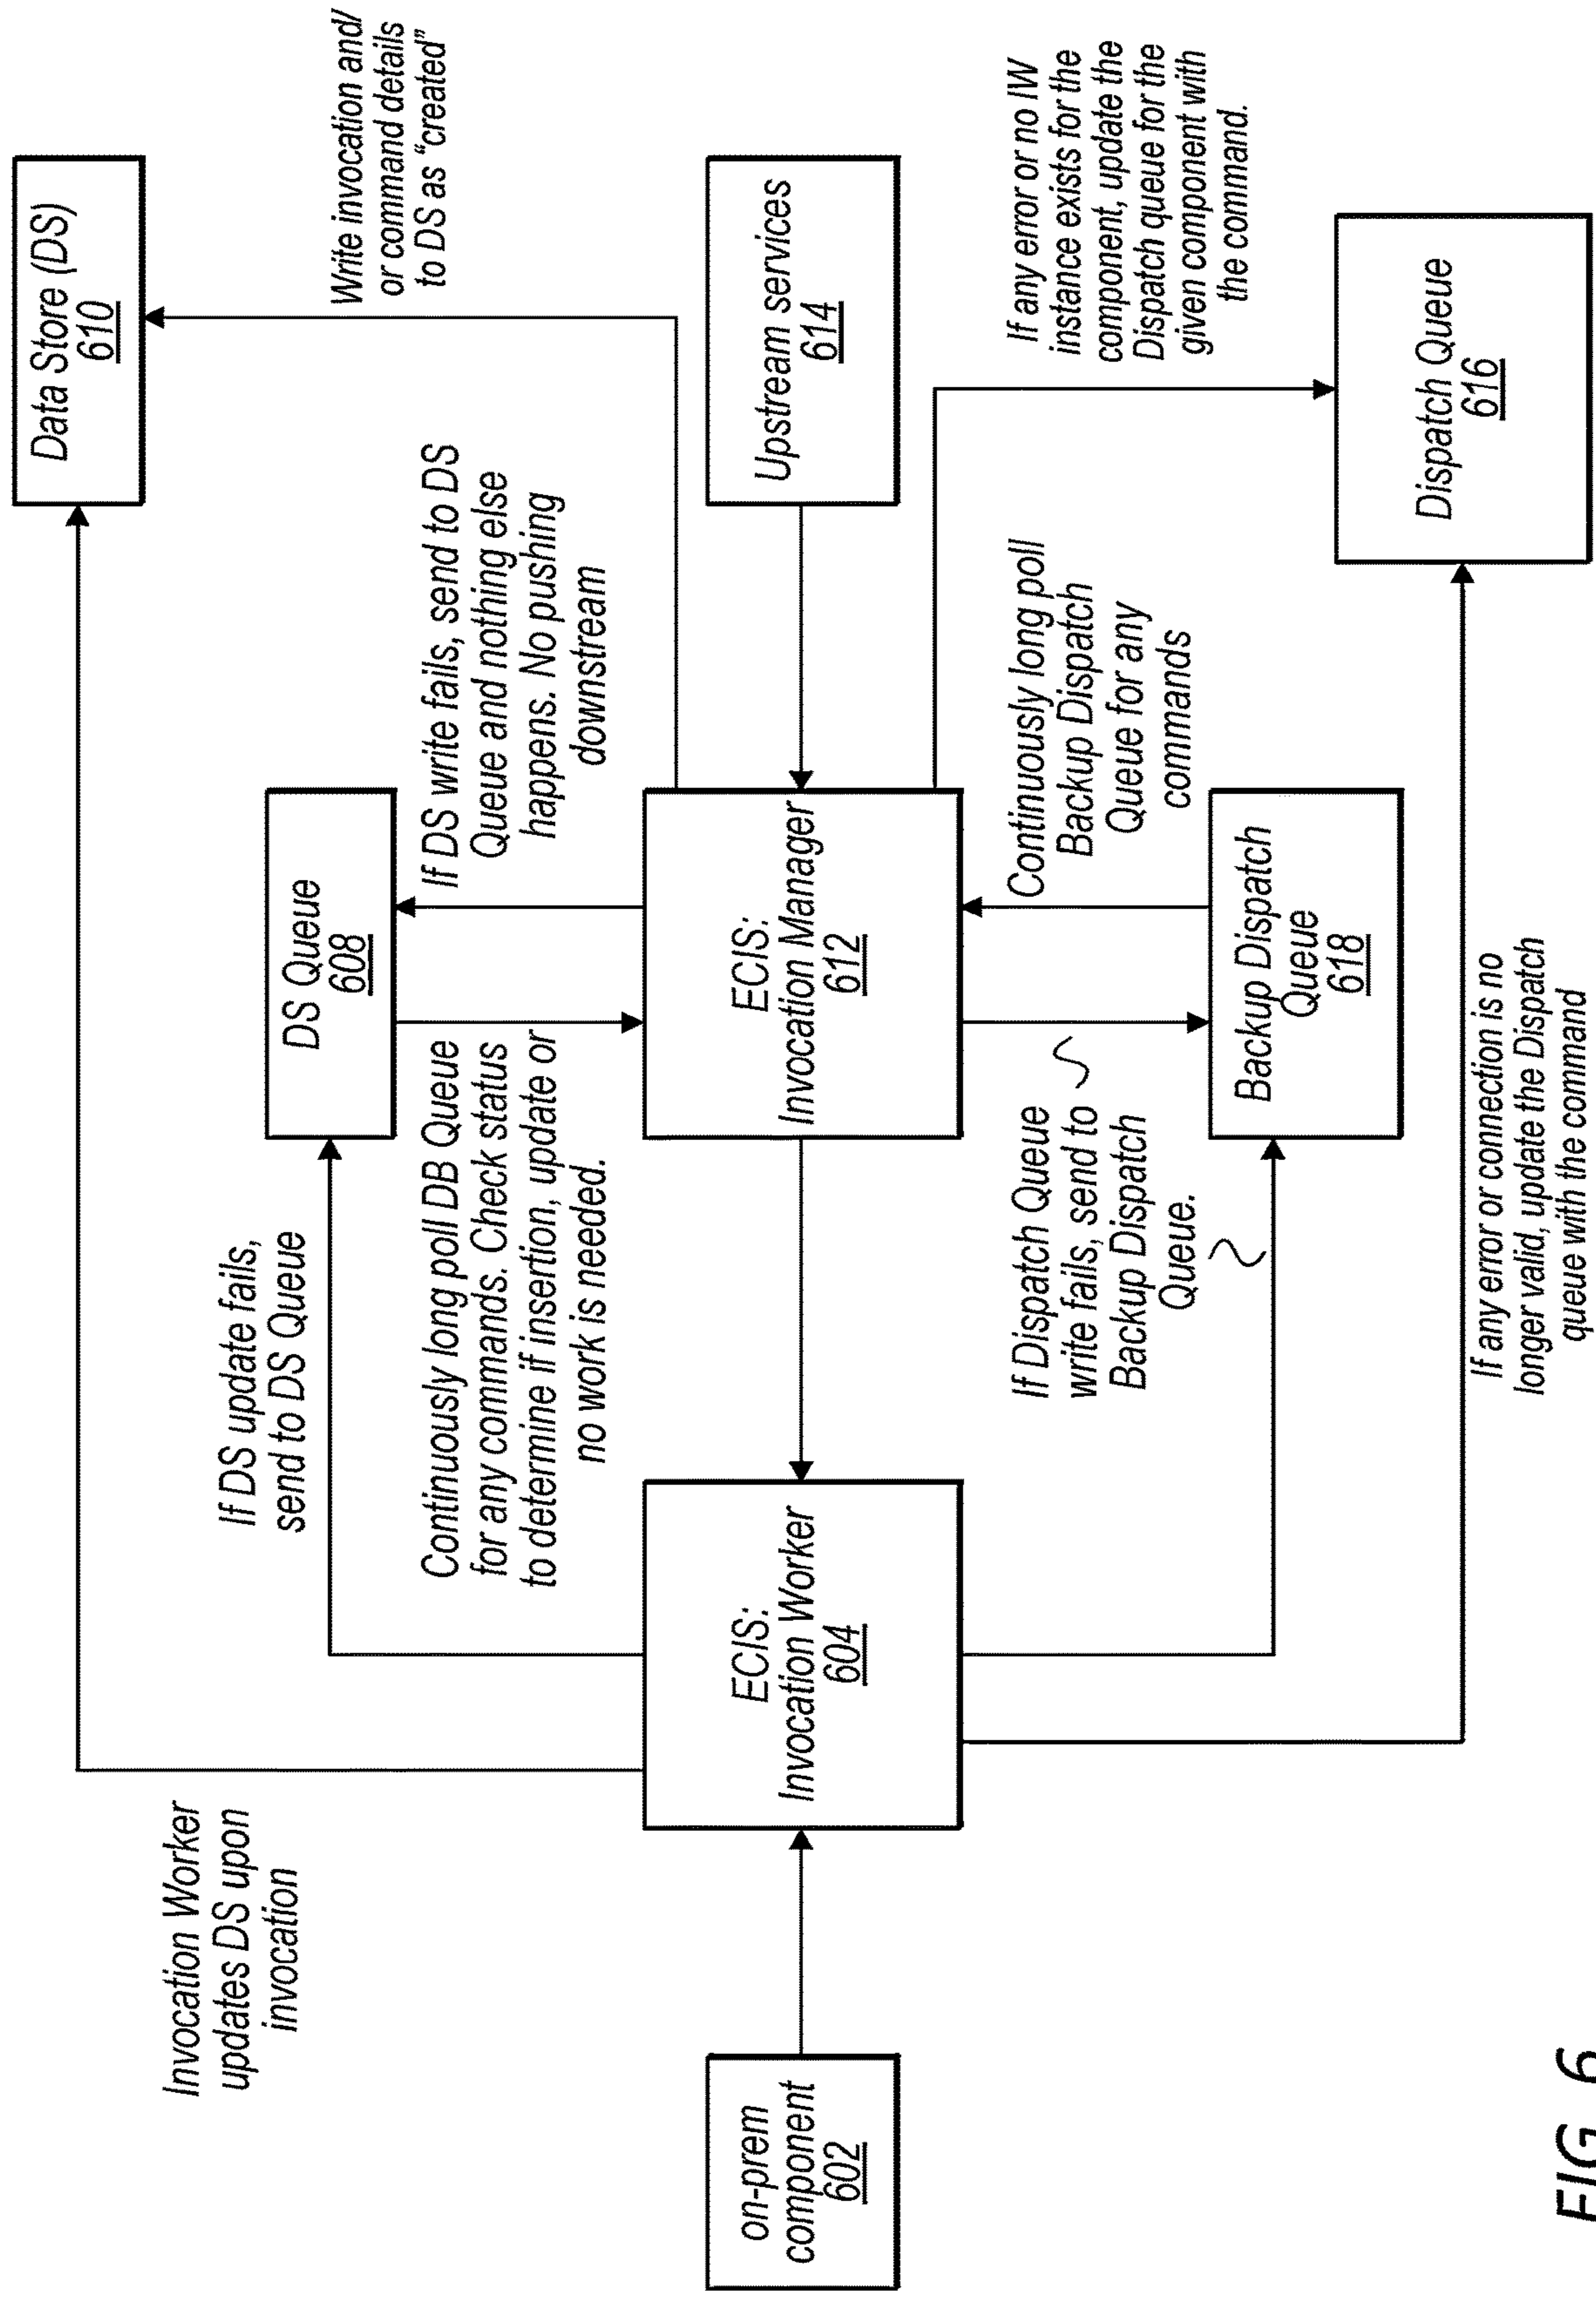 Data Store (DS)
610
Write invocation and/
or command details
to DS as “created”
Invocation Worker
updates DS upon
invocation
If DS update fails,
send to DS Queue
DS Queue
608
Continuously long poll DB Queue
for any commands. Check status
to determine if insertion, update or
no work is needed.
If DS write fails, send to DS
Queue and nothing else
happens. No pushing
downstream
on-prem
component
602
ECIS:
Invocation Worker
604
ECIS:
Invocation Manager
612
Upstream services
614
If Dispatch Queue
write fails, send to
Backup Dispatch
Queue.
Continuously long poll
Backup Dispatch
Queue for any
commands
If any error or no IW
instance exists for the
component, update the
Dispatch queue for the
given component with
the command.
Backup Dispatch
Queue
618
Dispatch Queue
616
If any error or connection is no
longer valid, update the Dispatch
queue with the command
FIG. 6